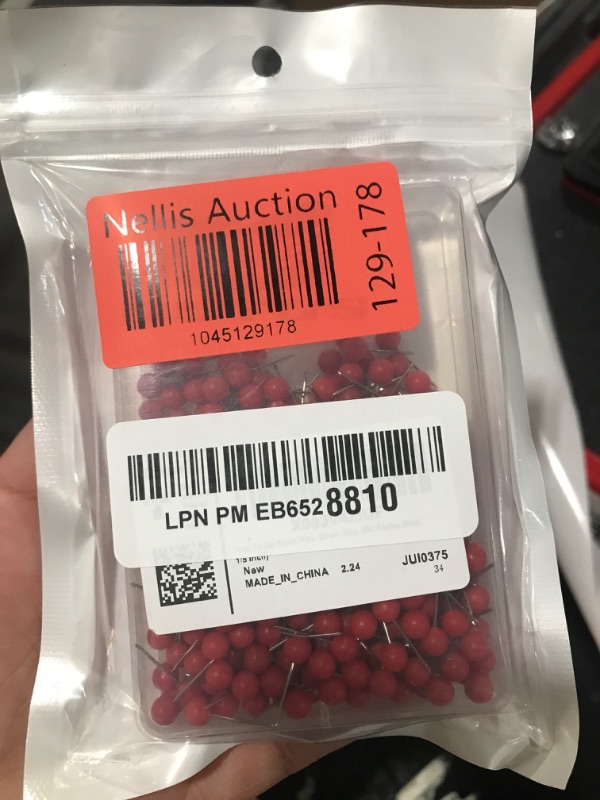 Nellis Auction
129-178
1045129178
LPN PM EB6528810
New
MADE_IN_CHINA 2.24
JUI0375
34